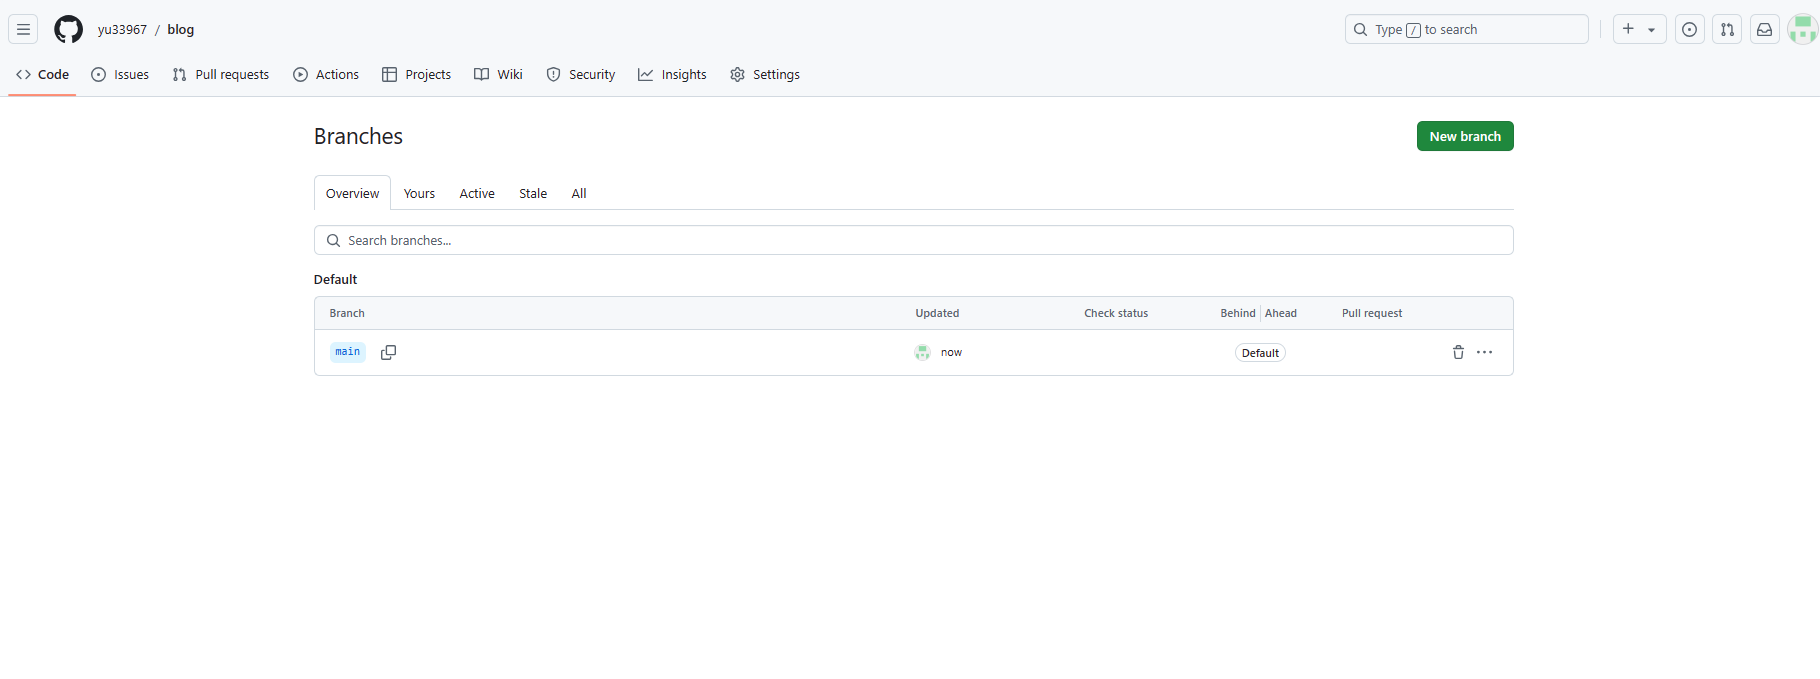 yu33967 / blog
Type / to search
Code Issues Pull requests Actions Projects Wiki Security Insights Settings
Branches
New branch
Overview Yours Active Stale All
Search branches...
Default
Branch Updated Check status Behind Ahead Pull request
main now Default